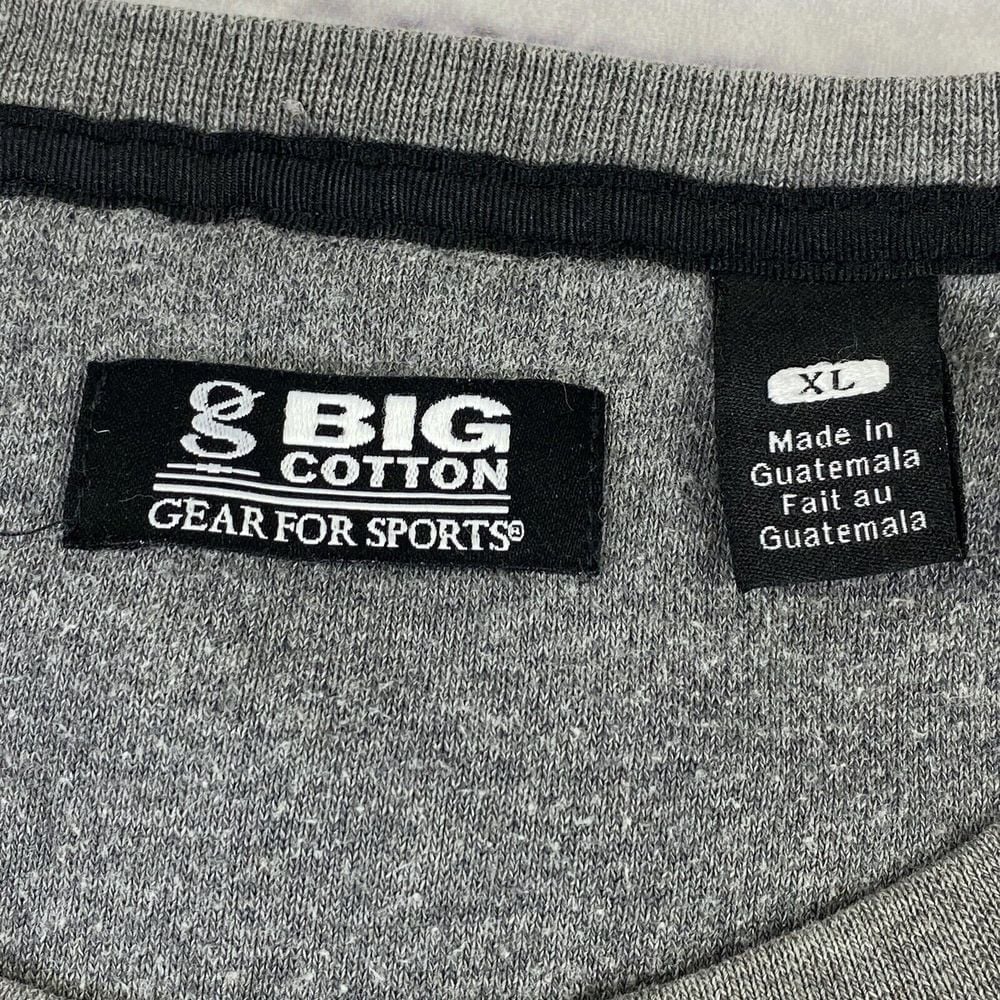 BIG
COTTON
GEAR FOR SPORTS®
XL
Made in
Guatemala
Fait au
Guatemala